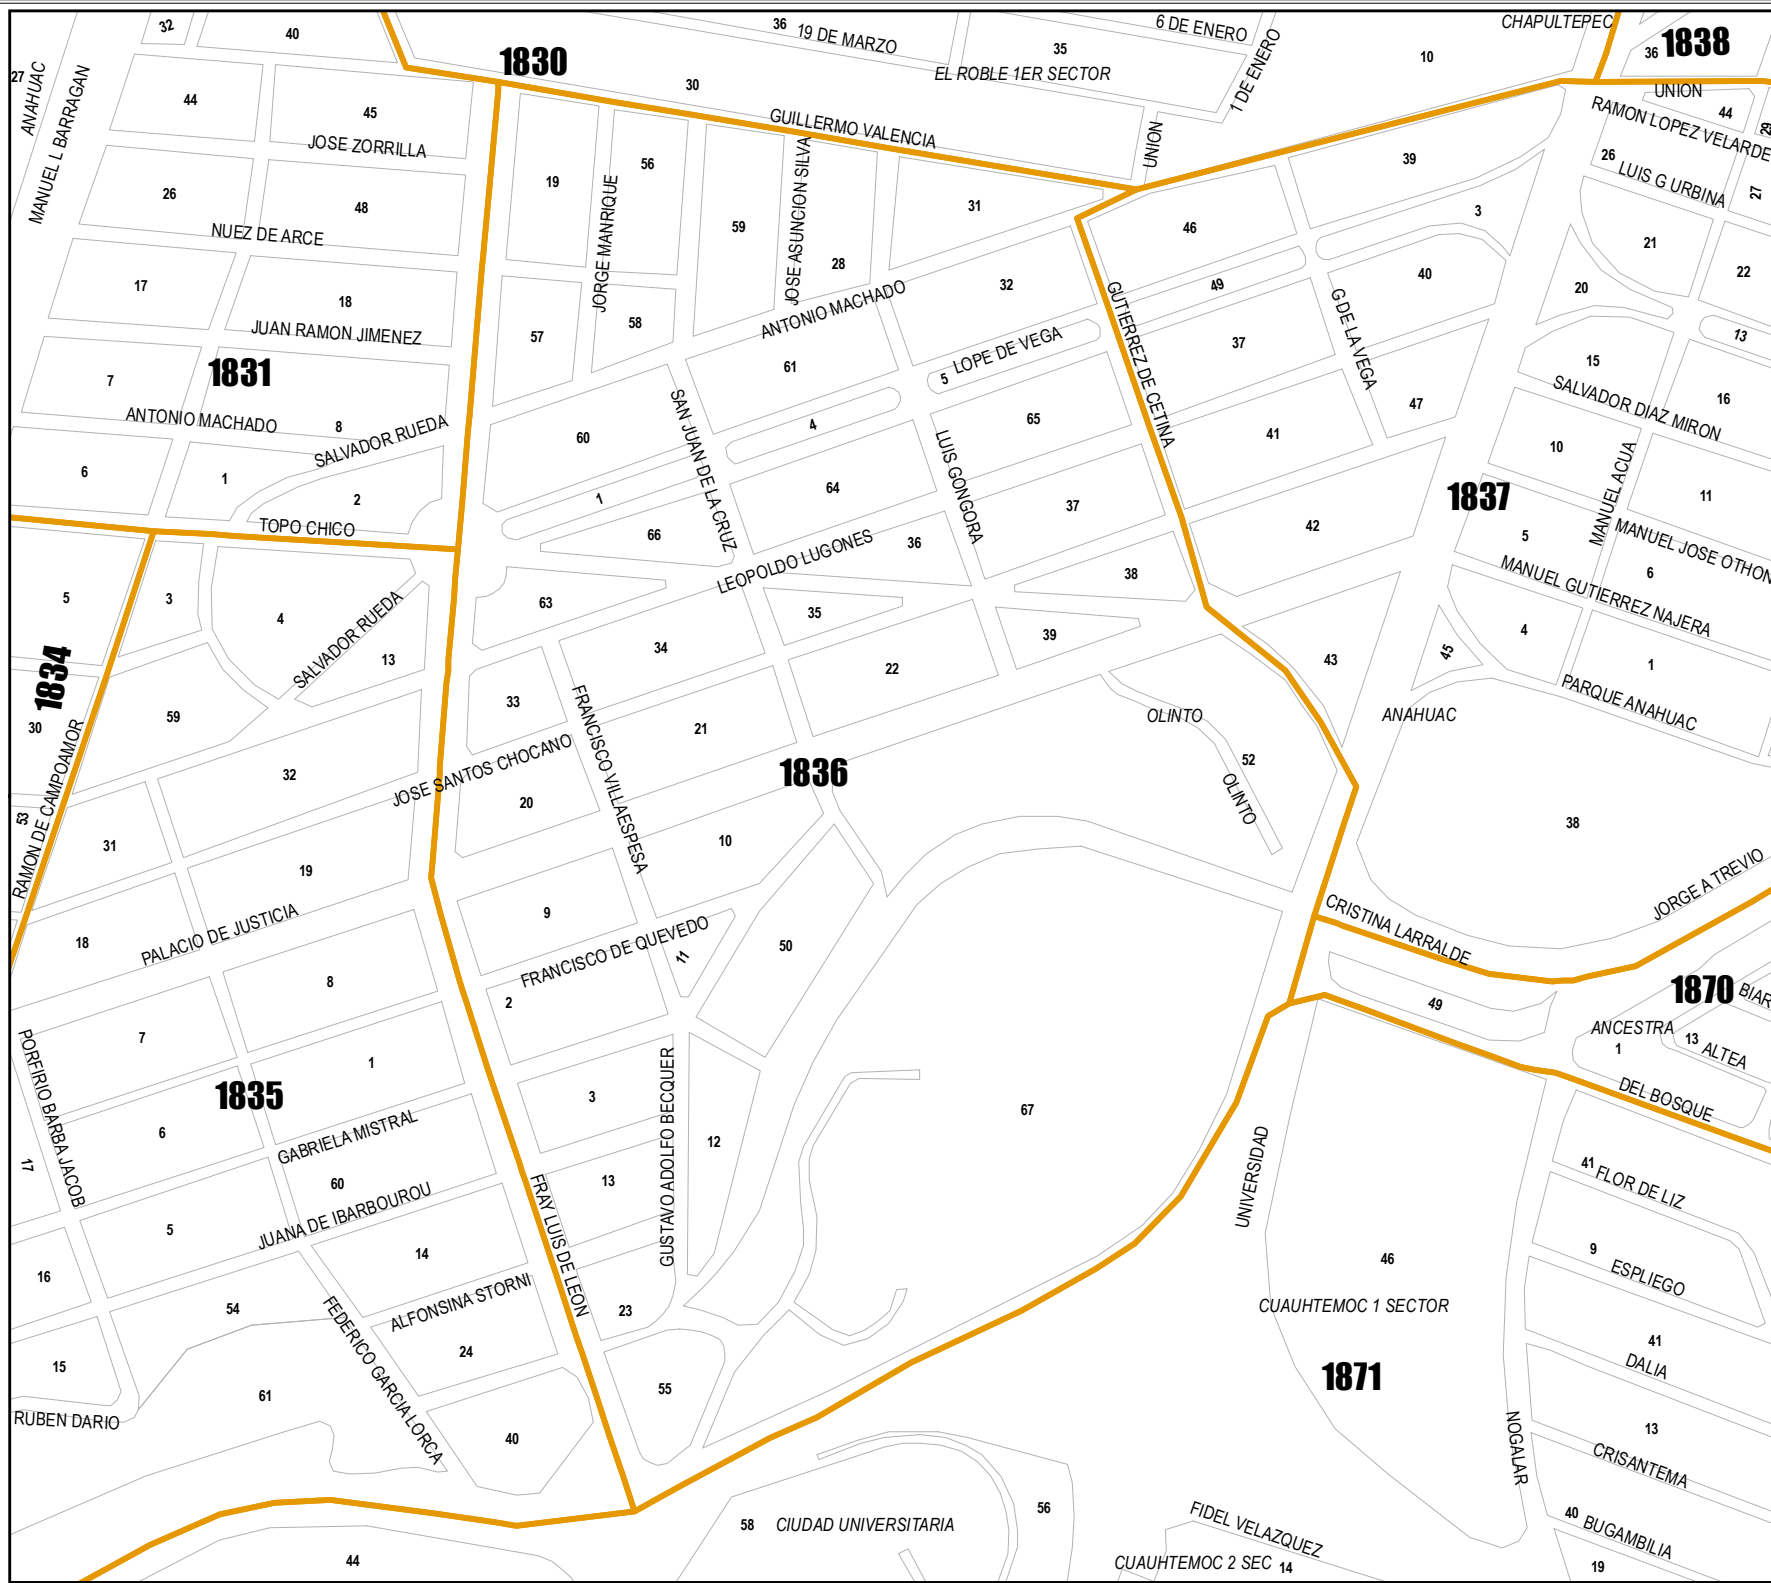 32
40
36
19 DE MARZO
6 DE ENERO
CHAPULTEPEC
1830
35
10
36
1838
27
ANAHUAC
MANUEL L BARRAGAN
EL ROBLE 1ER SECTOR
1 DE ENERO
44
45
30
UNION
44
29
JOSE ZORRILLA
GUILLERMO VALENCIA
UNION
RAMON LOPEZ VELARDE
26
48
19
56
JORGE MANRIQUE
59
JOSE ASUNCION SILVA
28
31
39
26
LUIS G URBINA
27
NUEZ DE ARCE
46
3
21
17
18
32
49
40
20
22
JUAN RAMON JIMENEZ
57
58
ANTONIO MACHADO
GUTIERREZ DE CETINA
37
G DE LA VEGA
13
7
1831
61
5
LOPE DE VEGA
15
SALVADOR DIAZ MIRON
16
ANTONIO MACHADO
8
SALVADOR RUEDA
60
SAN JUAN DE LA CRUZ
4
65
41
47
10
MANUEL ACUA
6
1
2
1
64
LUIS GONGORA
37
1837
11
TOPO CHICO
66
LEOPOLDO LUGONES
36
42
5
MANUEL JOSE OTHON
5
3
4
63
35
38
MANUEL GUTIERREZ NAJERA
6
SALVADOR RUEDA
13
34
22
39
43
45
4
1
1834
30
59
33
FRANCISCO VILLAESPESA
21
OLINTO
ANAHUAC
PARQUE ANAHUAC
RAMON DE CAMPOAMOR
32
JOSE SANTOS CHOCANO
1836
52
OLINTO
53
31
20
10
38
19
9
JORGE A TREVIO
18
PALACIO DE JUSTICIA
FRANCISCO DE QUEVEDO
11
50
CRISTINA LARRALDE
8
2
49
1870
BIAR
7
PORFIRIO BARBA JACOB
1
GUSTAVO ADOLFO BECQUER
ANCESTRA
1
13
ALTEA
1835
3
67
DEL BOSQUE
6
GABRIELA MISTRAL
12
UNIVERSIDAD
17
60
13
41
FLOR DE LIZ
5
JUANA DE IBARBOUROU
FRAY LUIS DE LEON
16
14
46
9
ESPLIEGO
54
FEDERICO GARCIA LORCA
ALFONSINA STORNI
23
CUAUHTEMOC 1 SECTOR
15
24
55
1871
41
DALIA
61
RUBEN DARIO
40
NOGALAR
13
CRISANTEMA
58
CIUDAD UNIVERSITARIA
56
FIDEL VELAZQUEZ
40
BUGAMBILIA
44
CUAUHTEMOC 2 SEC
14
19